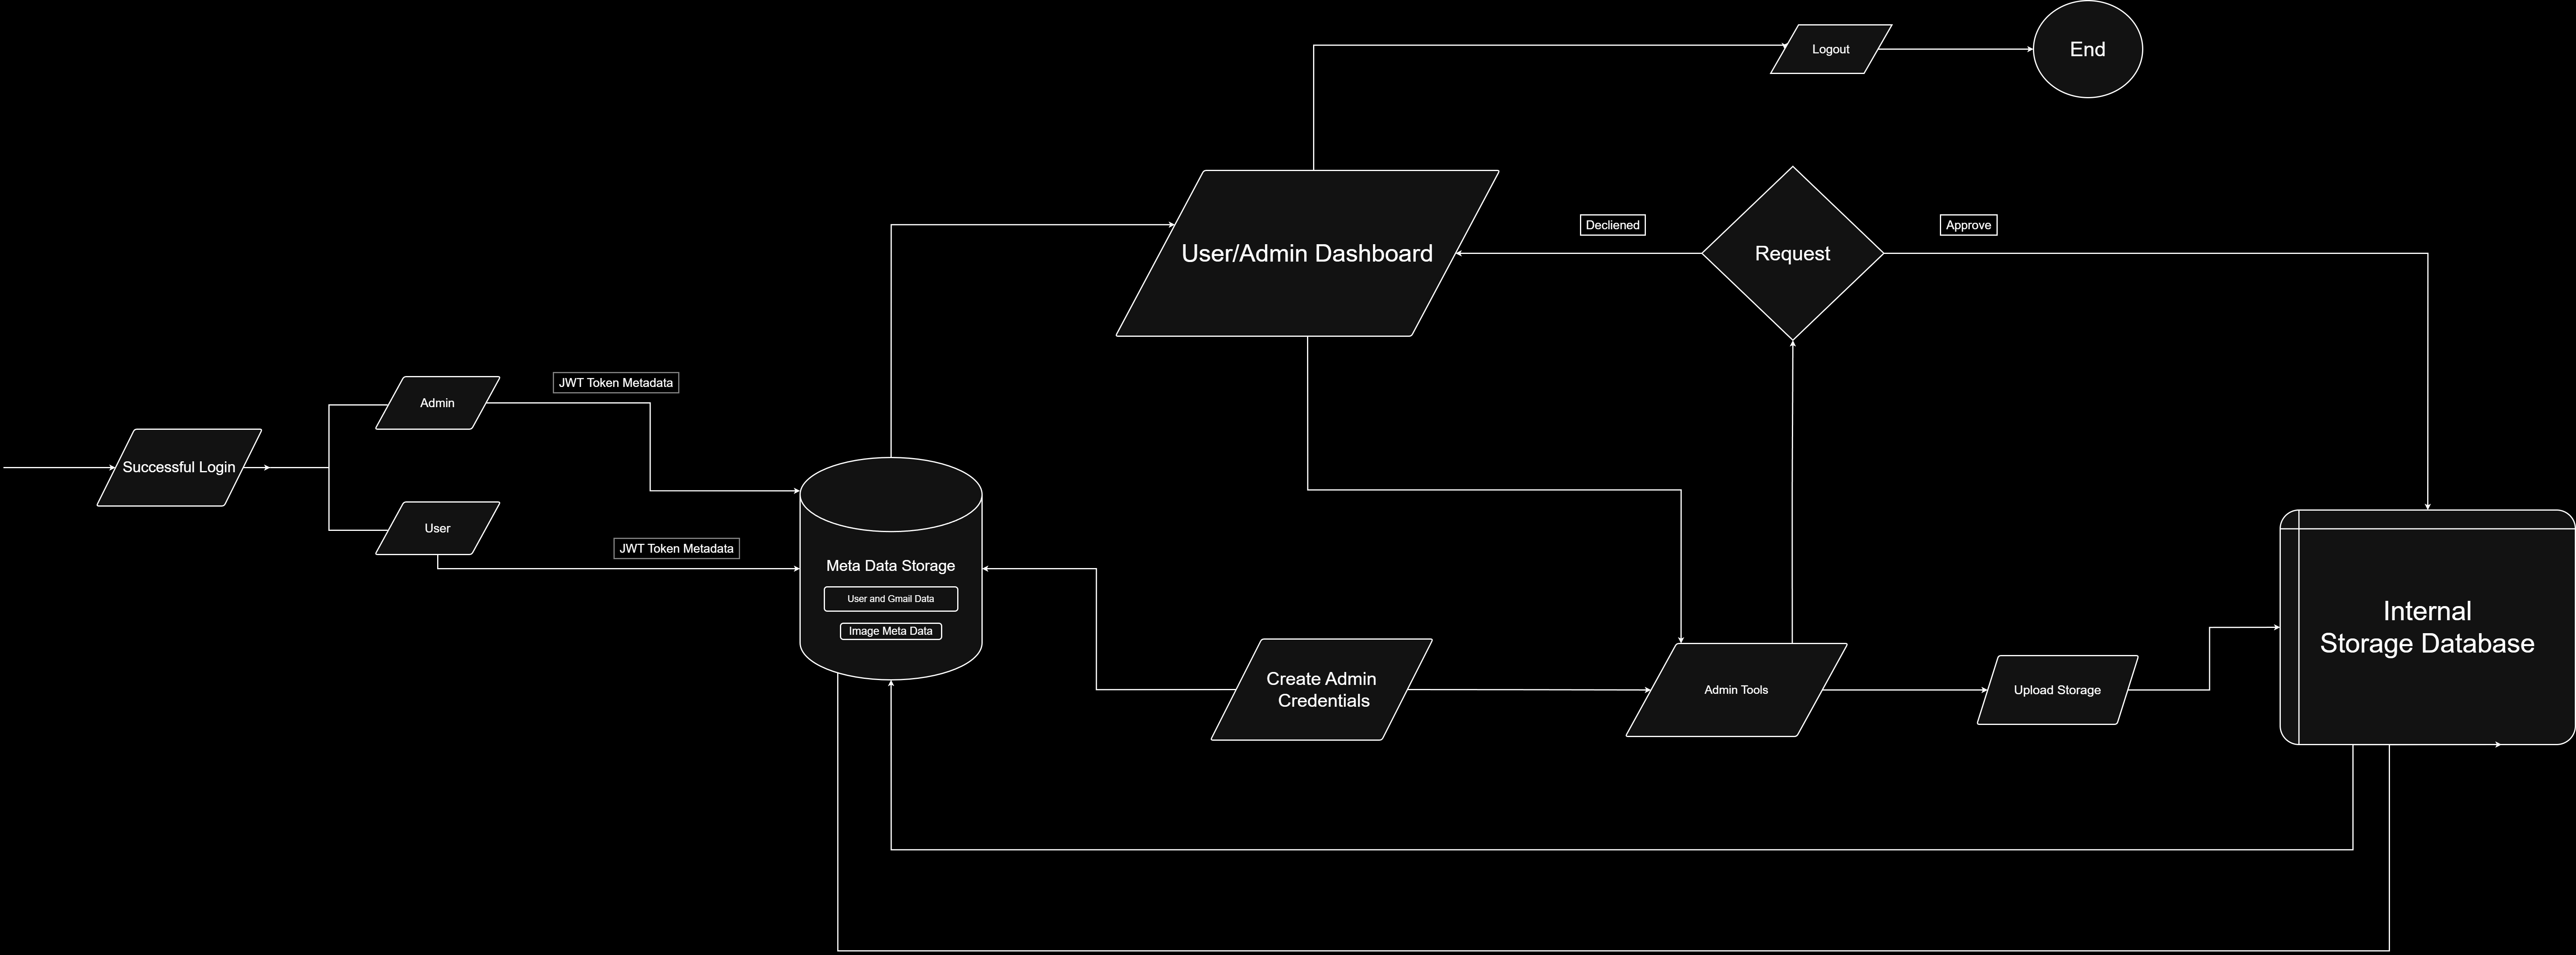 Logout
End
User/Admin Dashboard
Decliened
Request
Approve
Admin
JWT Token Metadata
Successful Login
User
JWT Token Metadata
Meta Data Storage
User and Gmail Data
Image Meta Data
Create Admin
Credentials
Admin Tools
Upload Storage
Internal
Storage Database